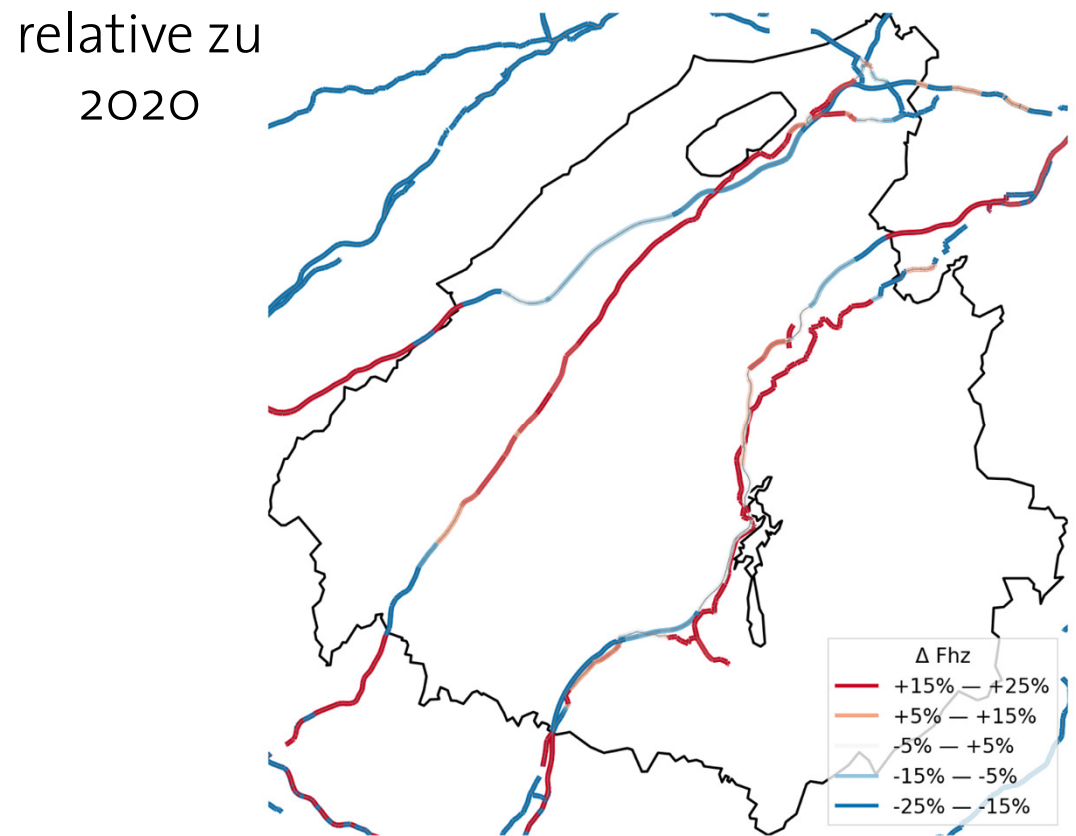 relative zu
2020
Δ Fhz
+15% — +25%
+5% — +15%
-5% — +5%
-15% — -5%
-25% — -15%